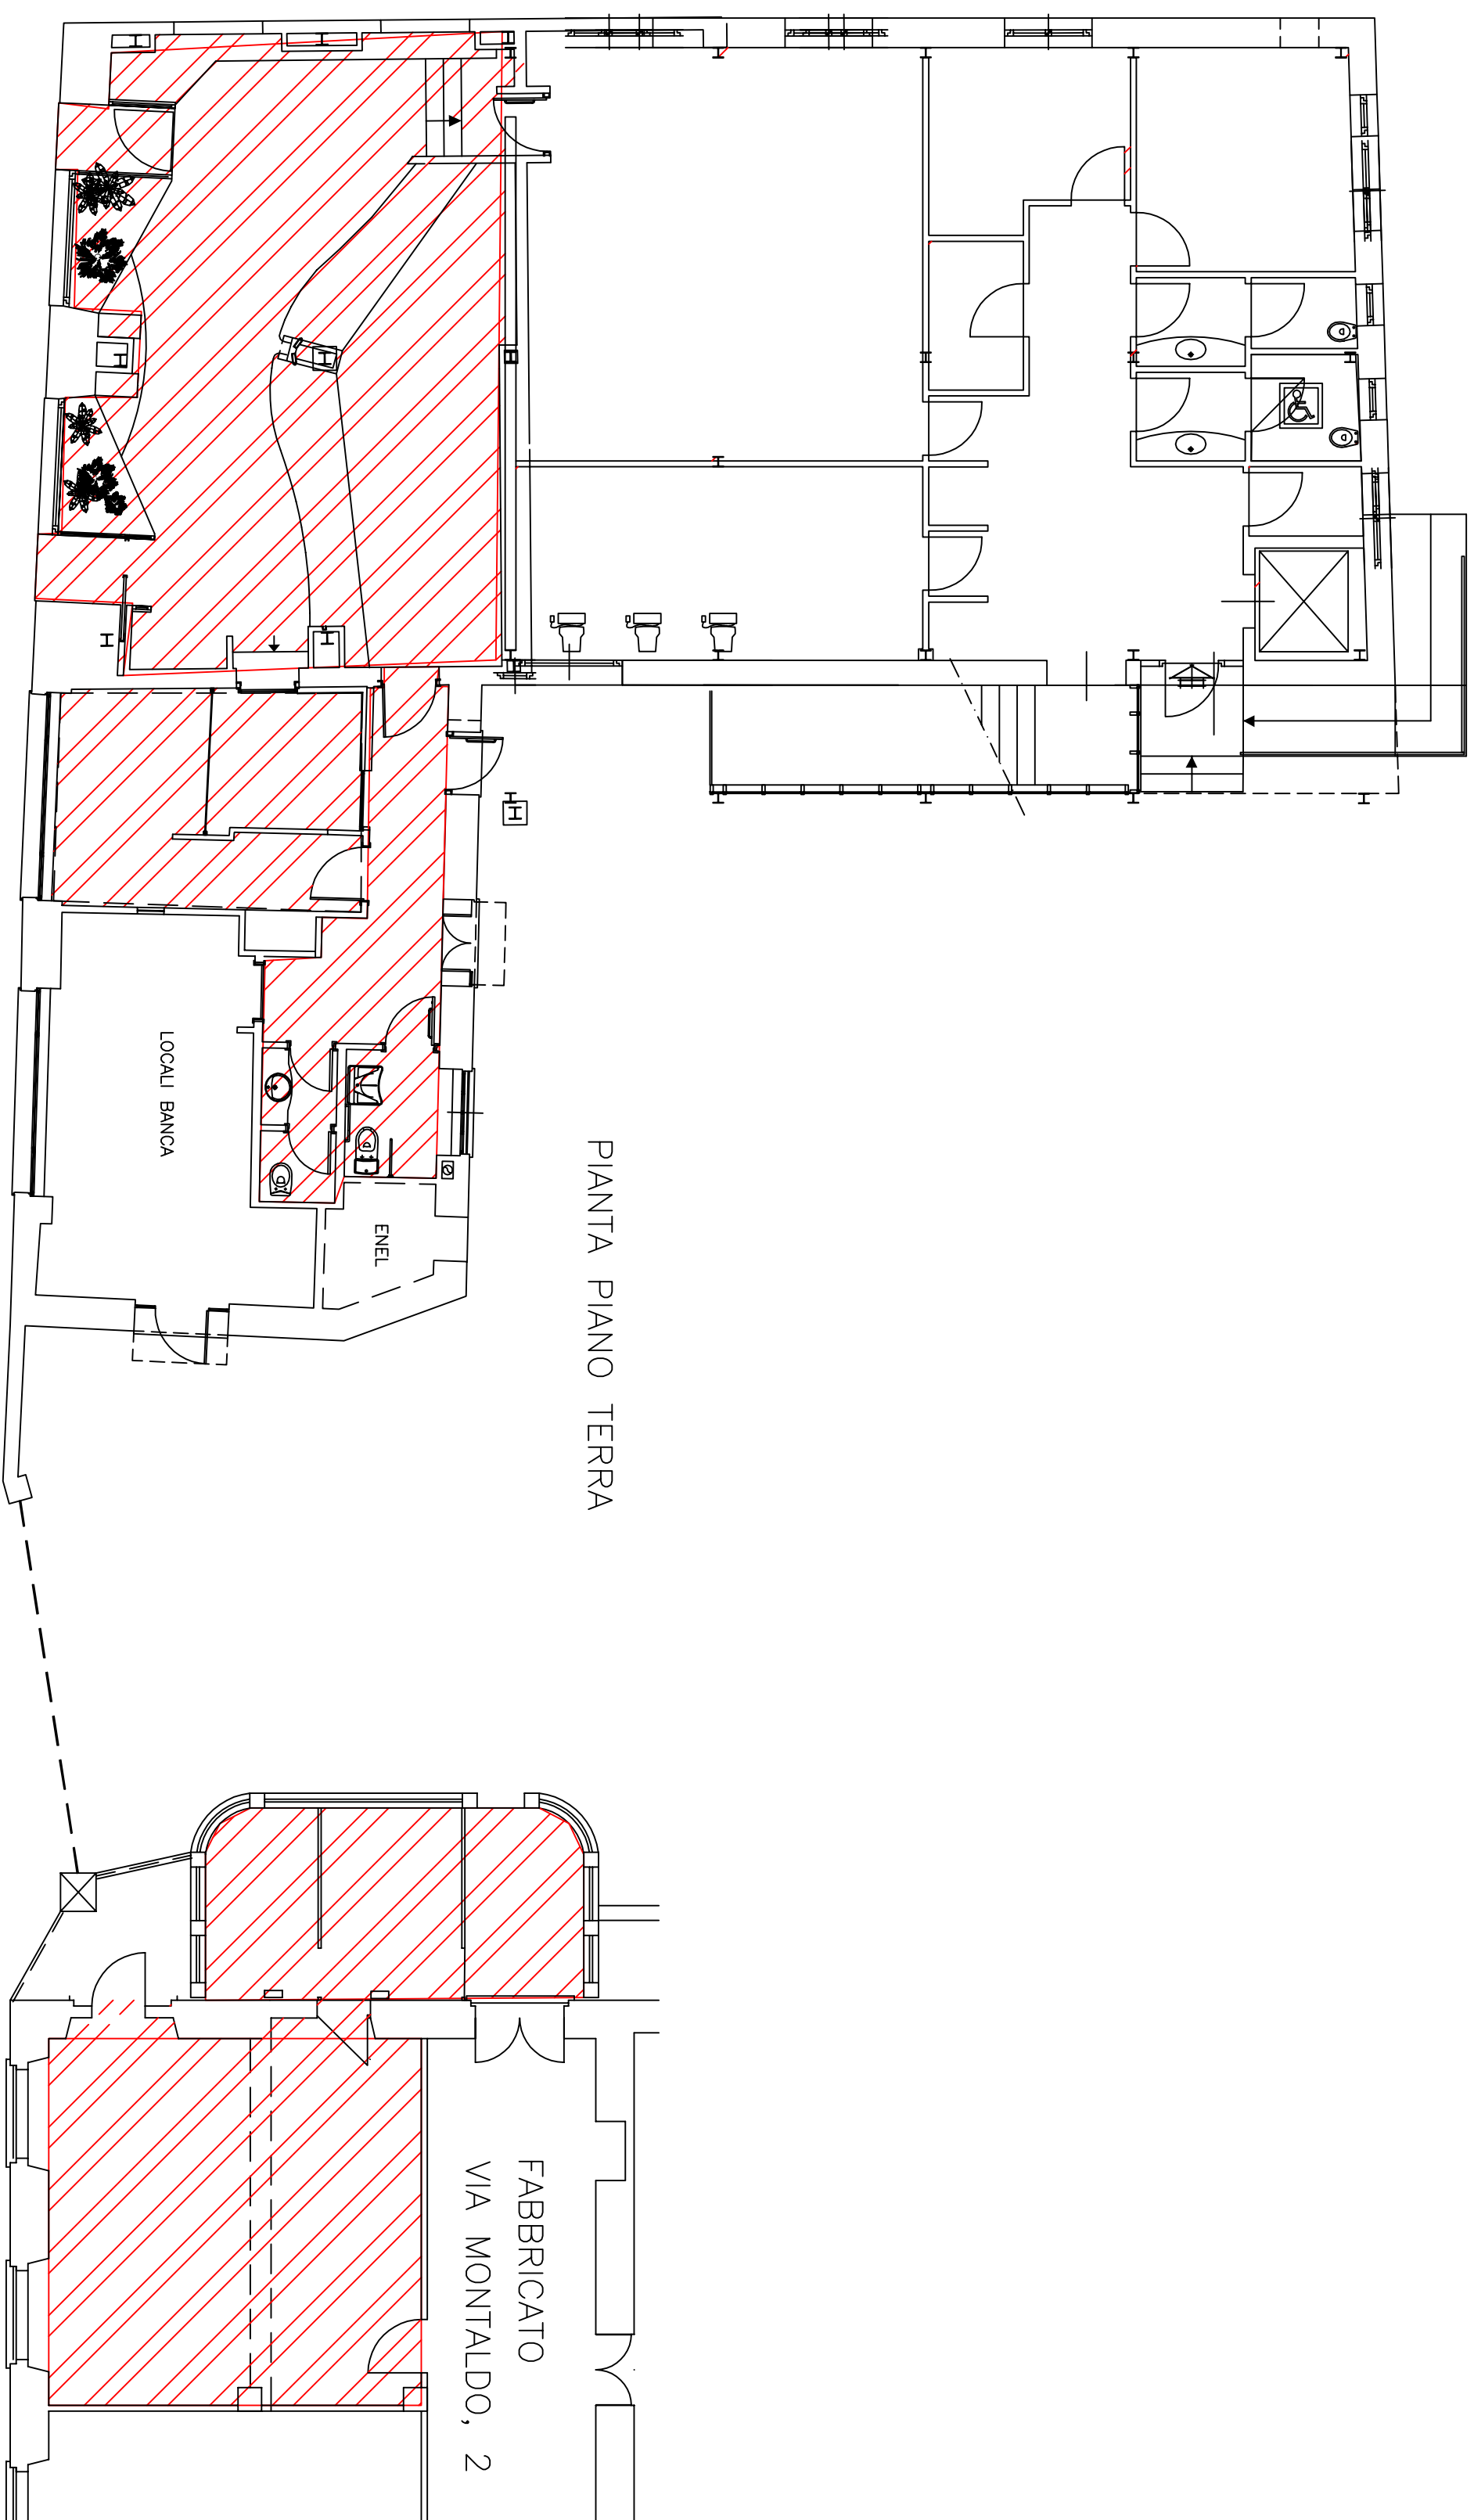 PIANTA PIANO TERRA
LOCALI BANCA
ENEL
FABBRICATO
VIA MONTALDO, 2